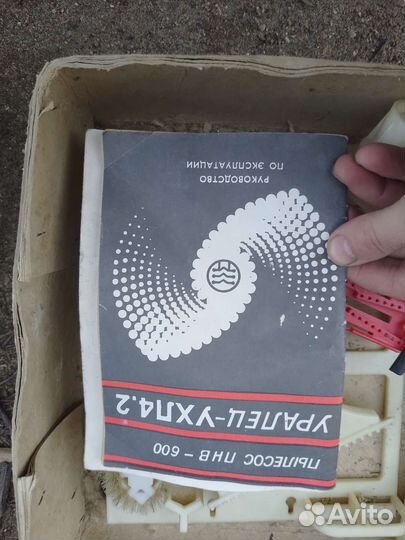 РУКОВОДСТВО
ПО ЭКСПЛУАТАЦИИ
УРАЛЕЦ-УХЛ4.2
ПЫЛЕСОС ПНВ – 600
Avito